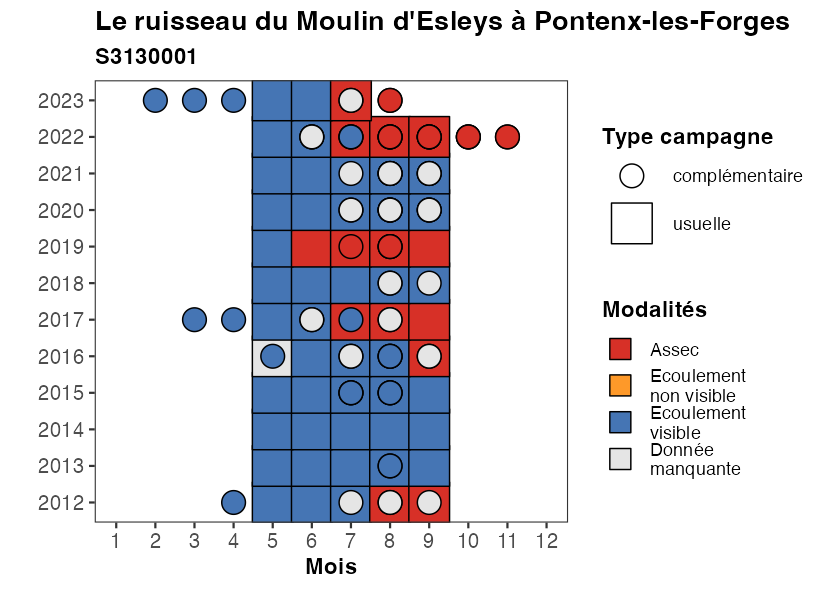 Le ruisseau du Moulin d'Esleys à Pontenx-les-Forges
S3130001
2023
2022
2021
2020
2019
2018
2017
2016
2015
2014
2013
2012
1 2 3 4 5 6 7 8 9 10 11 12
Mois
Type campagne
complémentaire
usuelle
Modalités
Assec
Ecoulement
non visible
Ecoulement
visible
Donnée
manquante